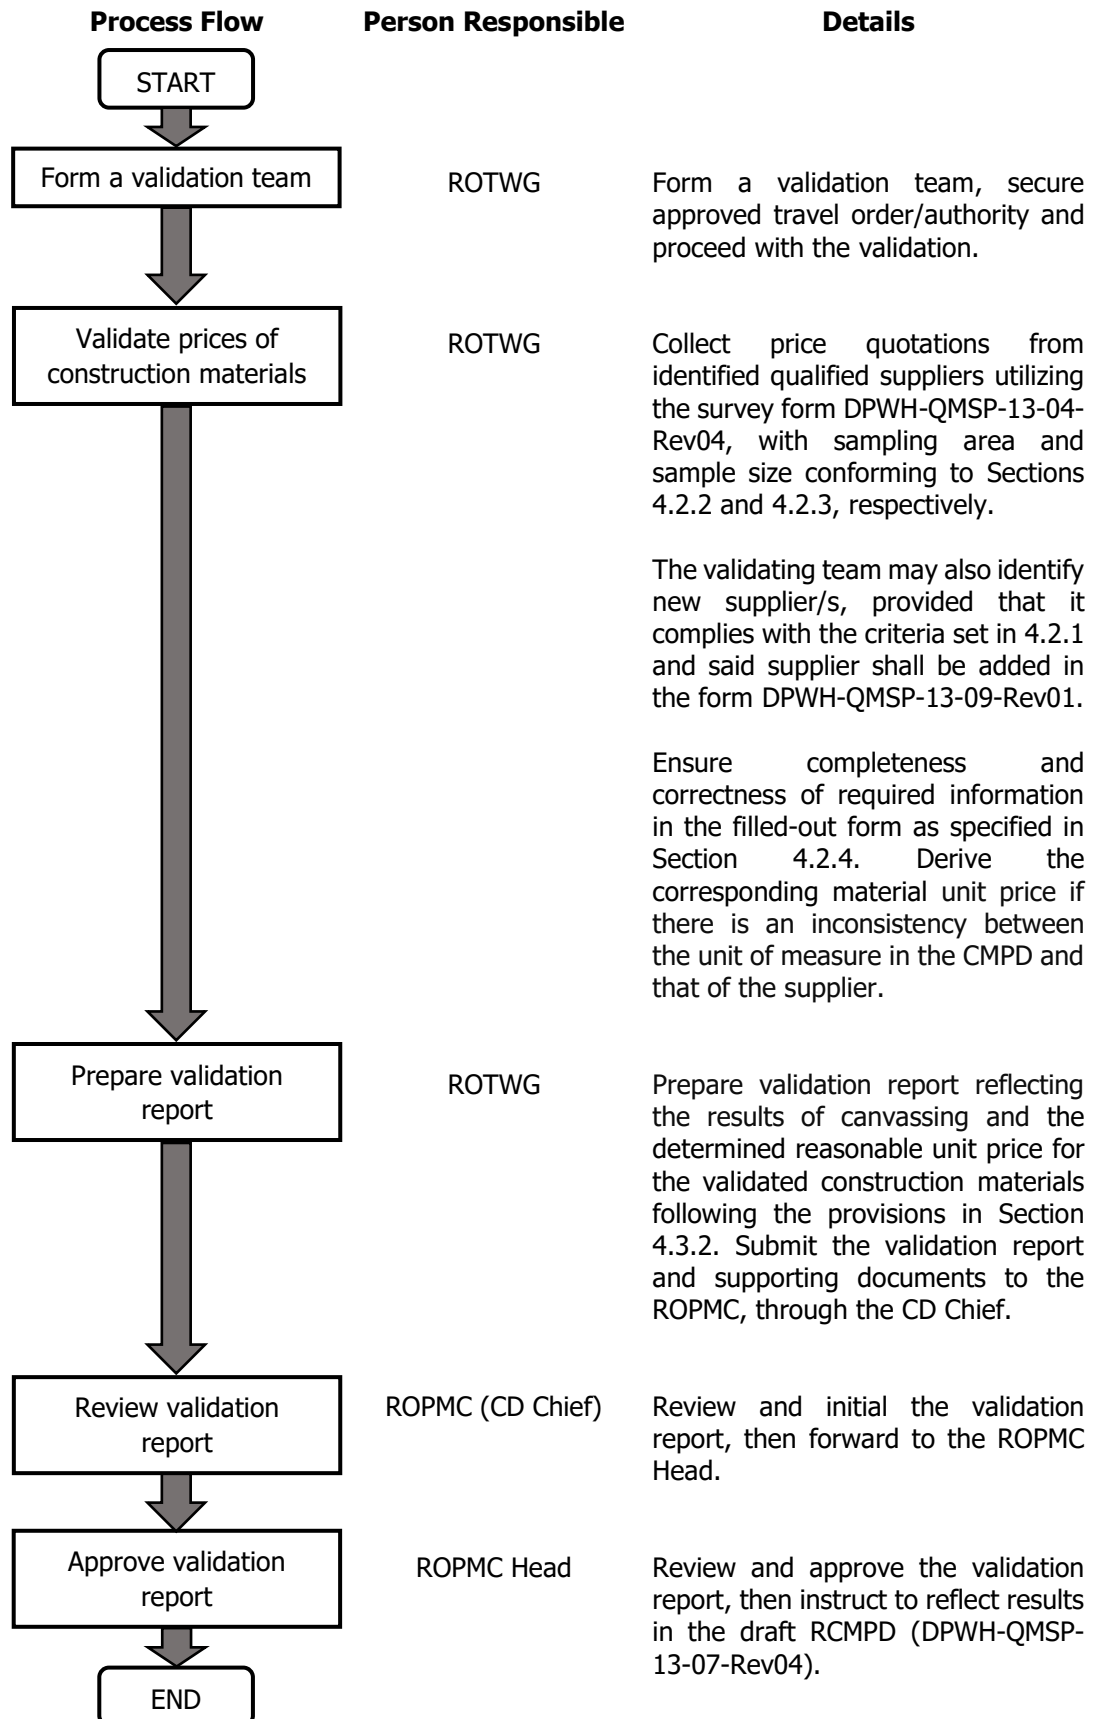 Process Flow Person Responsible Details
START
Form a validation team
ROTWG
Form a validation team, secure
approved travel order/authority and
proceed with the validation.
Validate prices of
construction materials
ROTWG
Collect price quotations from
identified qualified suppliers utilizing
the survey form DPWH-QMSP-13-04-
Rev04, with sampling area and
sample size conforming to Sections
4.2.2 and 4.2.3, respectively.
The validating team may also identify
new supplier/s, provided that it
complies with the criteria set in 4.2.1
and said supplier shall be added in
the form DPWH-QMSP-13-09-Rev01.
Ensure completeness and
correctness of required information
in the filled-out form as specified in
Section 4.2.4. Derive the
corresponding material unit price if
there is an inconsistency between
the unit of measure in the CMPD and
that of the supplier.
Prepare validation
report
ROTWG
Prepare validation report reflecting
the results of canvassing and the
determined reasonable unit price for
the validated construction materials
following the provisions in Section
4.3.2. Submit the validation report
and supporting documents to the
ROPMC, through the CD Chief.
Review validation
report
ROPMC (CD Chief)
Review and initial the validation
report, then forward to the ROPMC
Head.
Approve validation
report
ROPMC Head
Review and approve the validation
report, then instruct to reflect results
in the draft RCMPD (DPWH-QMSP-
13-07-Rev04).
END